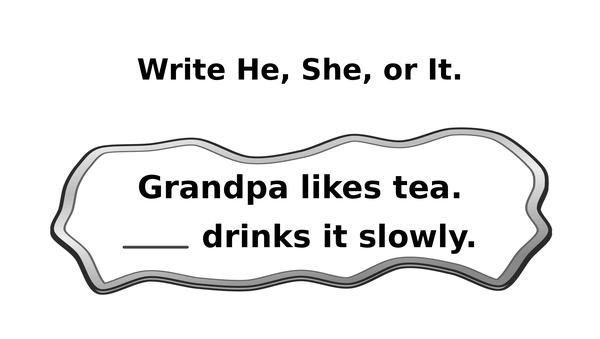 Write He, She, or It.
Grandpa likes tea.
____ drinks it slowly.